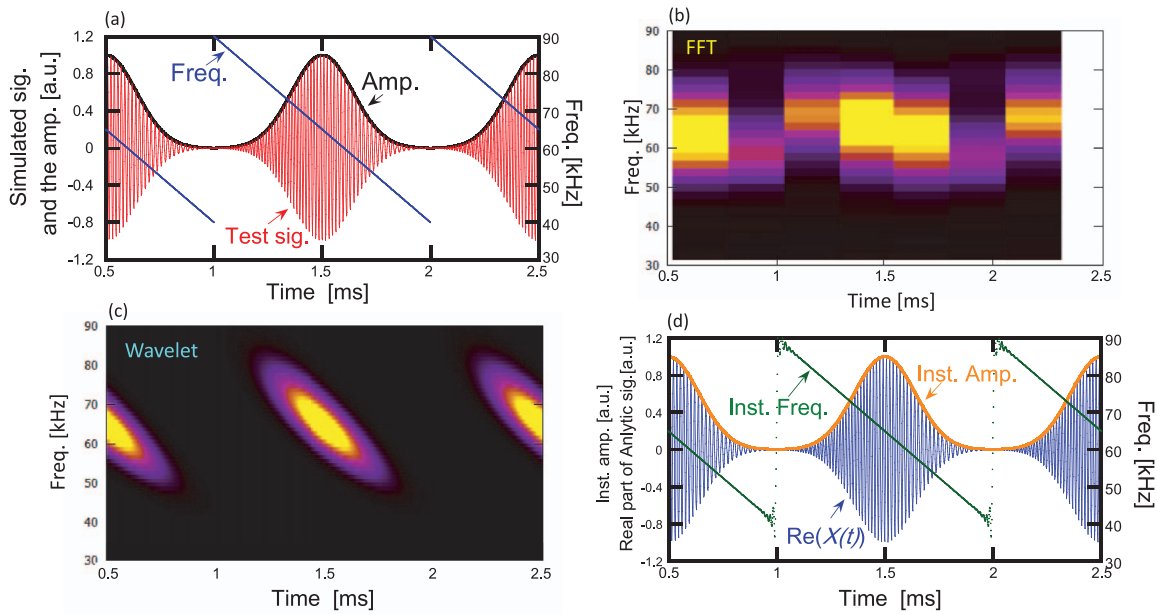 (a)
Simulated sig.
and the amp. [a.u.]
1.2
0.8
0.4
0
-0.4
-0.8
-1.2
Freq.
Amp.
Test sig.
90
80
70
60
50
40
30
Freq. [kHz]
0.5
1
1.5
2
2.5
Time [ms]
(b)
FFT
Freq. [kHz]
90
80
70
60
50
40
30
0.5
1
1.5
2
2.5
Time [ms]
(c)
Wavelet
Freq. [kHz]
90
80
70
60
50
40
30
0.5
1
1.5
2
2.5
Time [ms]
(d)
Inst. amp. [a.u.]
Real part of Anlytic sig.[a.u.]
1.2
0.8
0.4
0
-0.4
-0.8
-1.2
Inst. Freq.
Inst. Amp.
Re(X(t))
90
80
70
60
50
40
30
Freq. [kHz]
0.5
1
1.5
2
2.5
Time [ms]